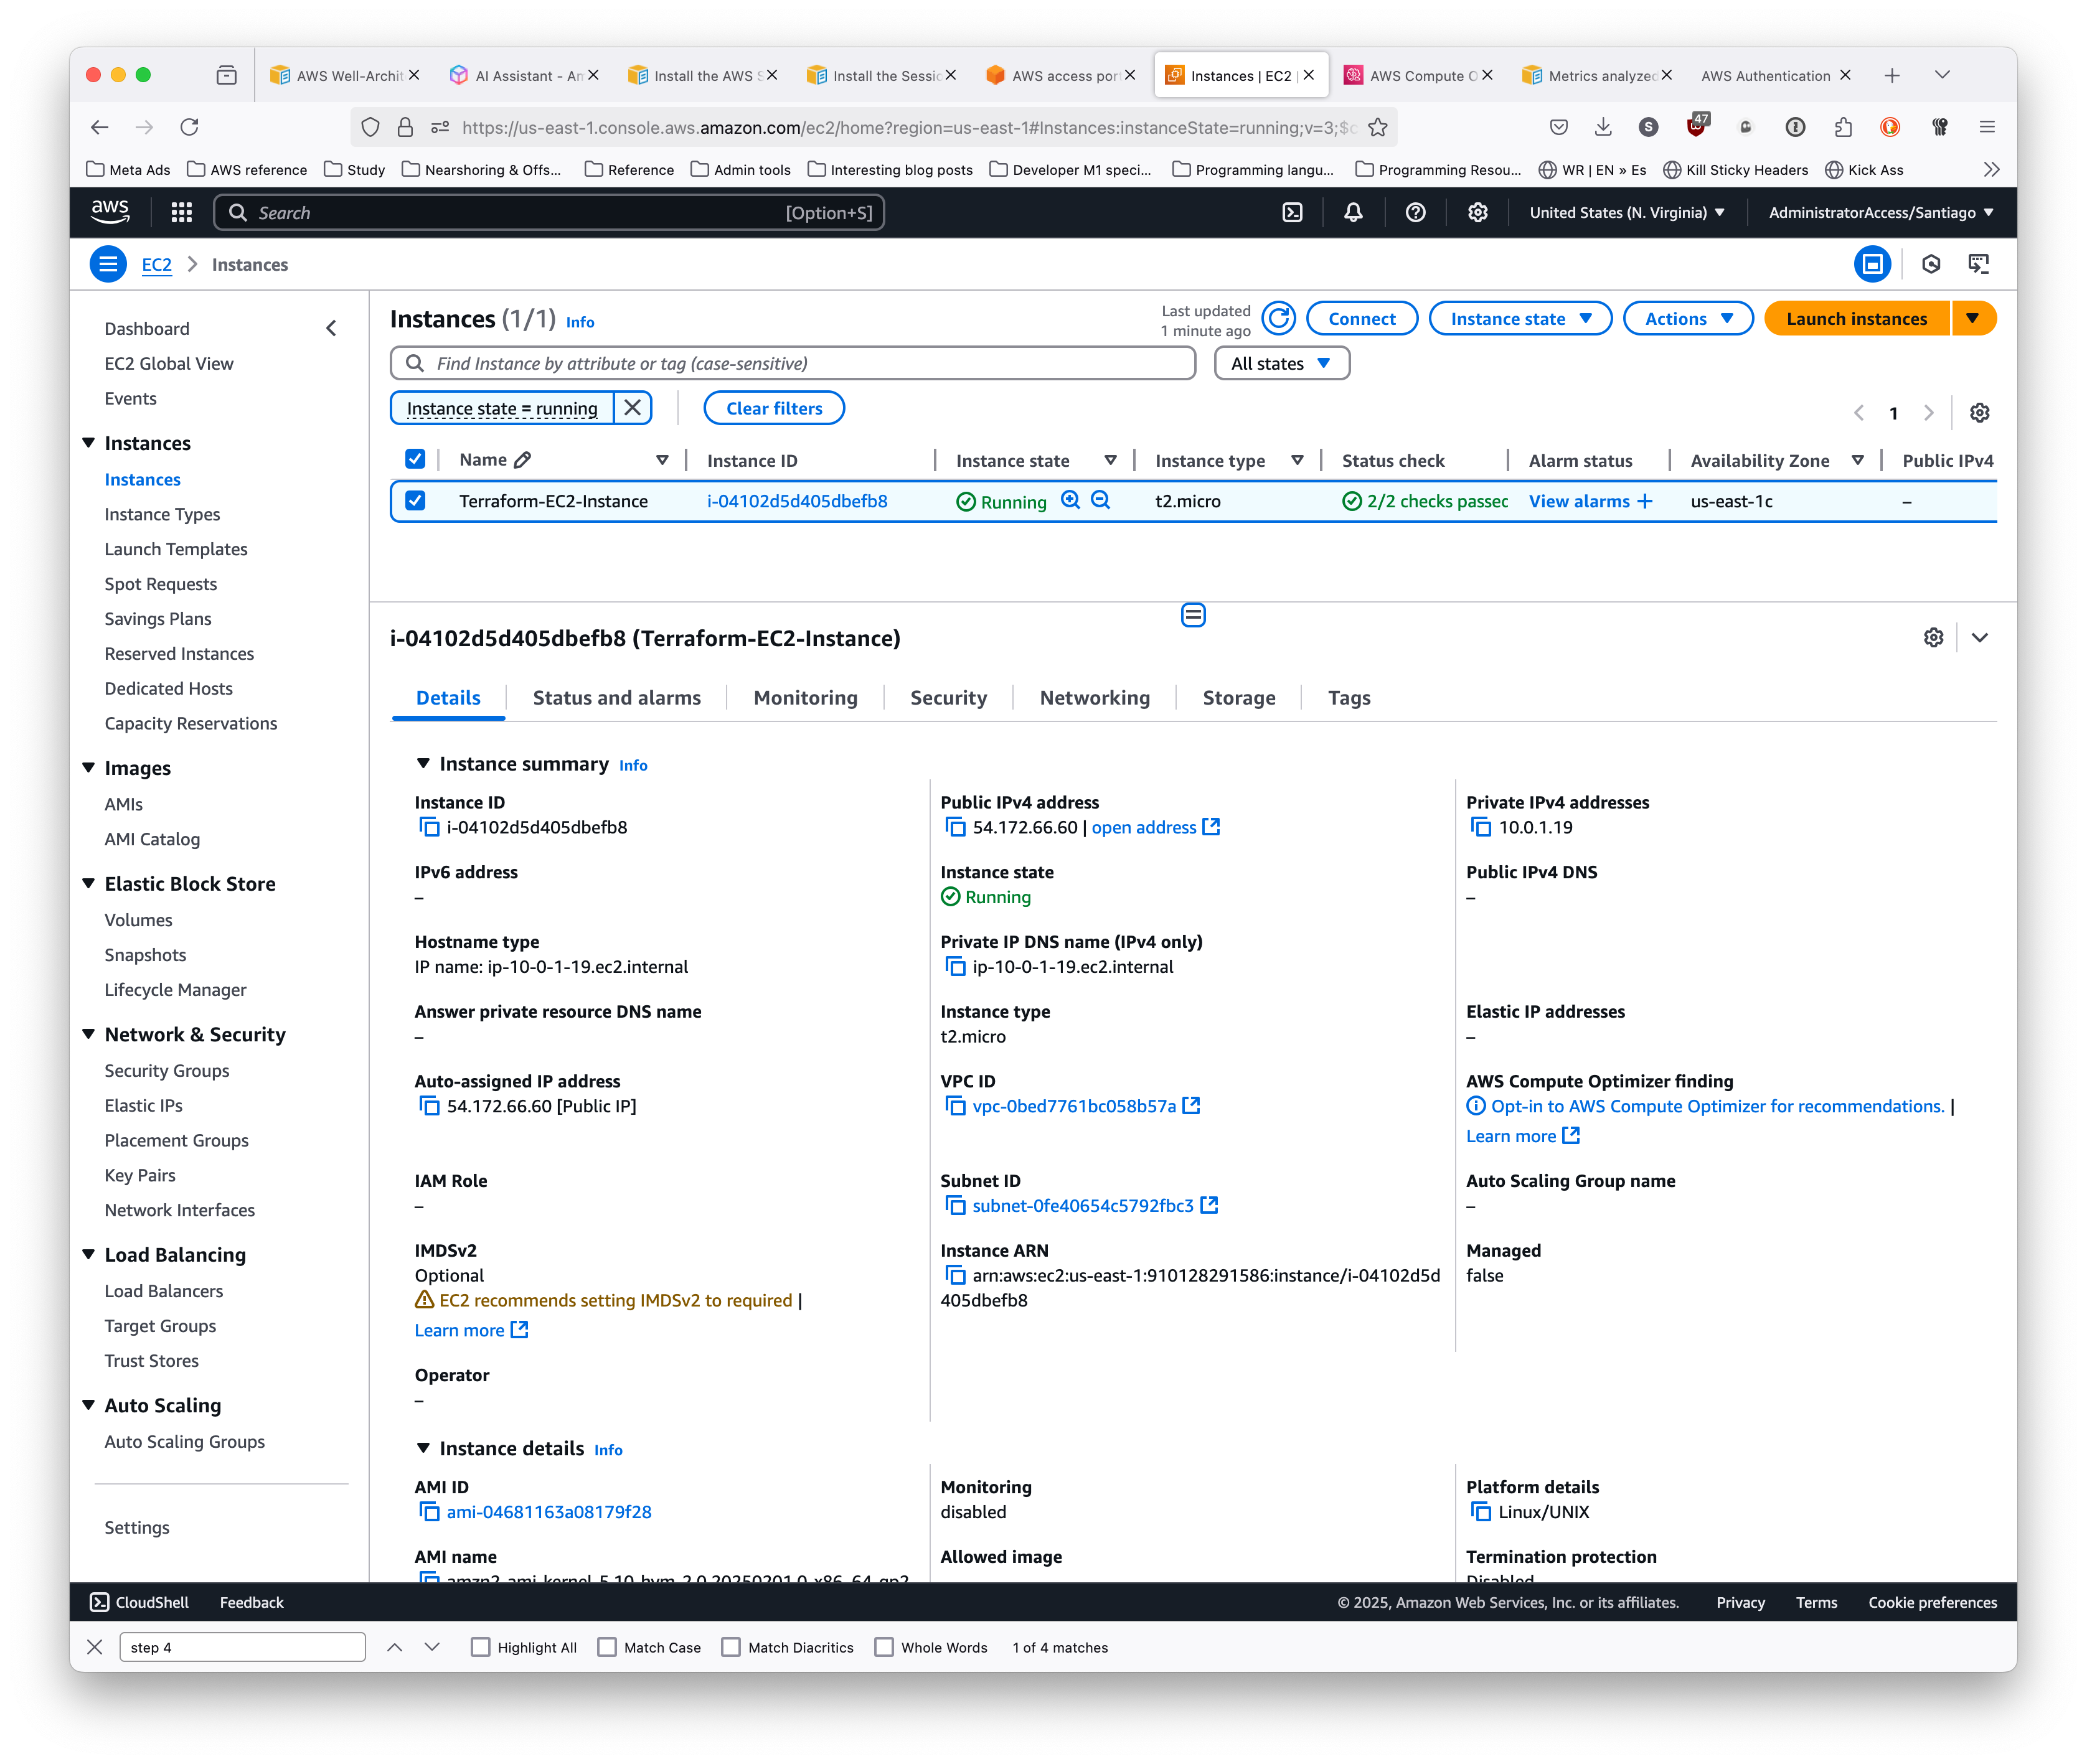 AWS Well-Archit
AI Assistant - Am
Install the AWS S
Install the Sessio
AWS access por
Instances | EC2 |
AWS Compute O
Metrics analyzed
AWS Authentication
https://us-east-1.console.aws.amazon.com/ec2/home?region=us-east-1#Instances:instanceState=running;v=3;$c
S
47
Meta Ads
AWS reference
Study
Nearshoring & Offs...
Reference
Admin tools
Interesting blog posts
Developer M1 speci...
Programming langu...
Programming Resou...
WR | EN » Es
Kill Sticky Headers
Kick Ass
aws
Search
[Option+S]
United States (N. Virginia)
AdministratorAccess/Santiago
EC2
Instances
Dashboard
EC2 Global View
Events
Instances
Instances
Instance Types
Launch Templates
Spot Requests
Savings Plans
Reserved Instances
Dedicated Hosts
Capacity Reservations
Images
AMIs
AMI Catalog
Elastic Block Store
Volumes
Snapshots
Lifecycle Manager
Network & Security
Security Groups
Elastic IPs
Placement Groups
Key Pairs
Network Interfaces
Load Balancing
Load Balancers
Target Groups
Trust Stores
Auto Scaling
Auto Scaling Groups
Settings
Instances (1/1) Info
Last updated
1 minute ago
Connect
Instance state
Actions
Launch instances
Find Instance by attribute or tag (case-sensitive)
All states
Instance state = running
Clear filters
1
Name
Instance ID
Instance state
Instance type
Status check
Alarm status
Availability Zone
Public IPv4
Terraform-EC2-Instance
i-04102d5d405dbefb8
Running
t2.micro
2/2 checks passed
View alarms +
us-east-1c
–
i-04102d5d405dbefb8 (Terraform-EC2-Instance)
Details
Status and alarms
Monitoring
Security
Networking
Storage
Tags
Instance summary Info
Instance ID
i-04102d5d405dbefb8
Public IPv4 address
54.172.66.60 | open address
Private IPv4 addresses
10.0.1.19
IPv6 address
–
Instance state
Running
Public IPv4 DNS
–
Hostname type
IP name: ip-10-0-1-19.ec2.internal
Private IP DNS name (IPv4 only)
ip-10-0-1-19.ec2.internal
Answer private resource DNS name
–
Instance type
t2.micro
Elastic IP addresses
–
Auto-assigned IP address
54.172.66.60 [Public IP]
VPC ID
vpc-0bed7761bc058b57a
AWS Compute Optimizer finding
Opt-in to AWS Compute Optimizer for recommendations. |
Learn more
IAM Role
–
Subnet ID
subnet-0fe40654c5792fbc3
Auto Scaling Group name
–
IMDSv2
Optional
EC2 recommends setting IMDSv2 to required |
Learn more
Instance ARN
arn:aws:ec2:us-east-1:910128291586:instance/i-04102d5d
405dbefb8
Managed
false
Operator
–
Instance details Info
AMI ID
ami-04681163a08179f28
Monitoring
disabled
Platform details
Linux/UNIX
AMI name
amzn2-ami-kernel-5.10-hvm-2.0.20250201.0-x86_64-gp2
Allowed image
Termination protection
Disabled
CloudShell
Feedback
© 2025, Amazon Web Services, Inc. or its affiliates.
Privacy
Terms
Cookie preferences
step 4
Highlight All
Match Case
Match Diacritics
Whole Words
1 of 4 matches